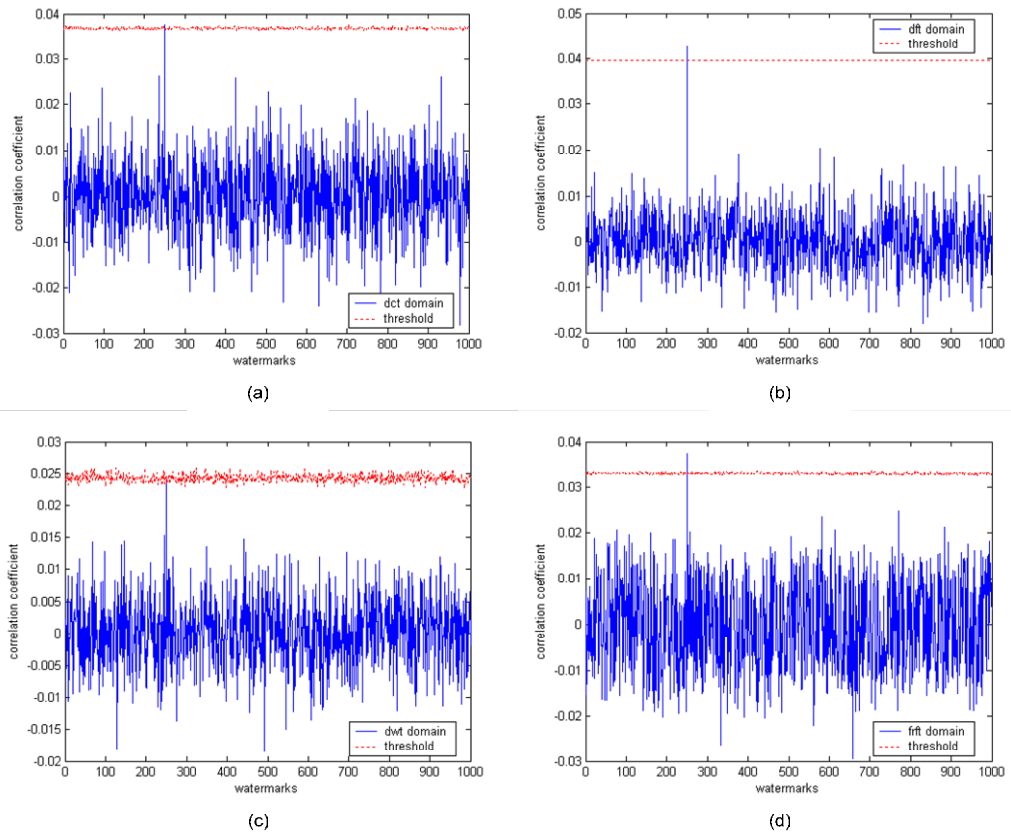 0.04
0.03
0.02
0.01
0
-0.01
-0.02
-0.03
correlation coefficient
dct domain
threshold
0 100 200 300 400 500 600 700 800 900 1000
watermarks
(a)
0.05
0.04
0.03
0.02
0.01
0
-0.01
-0.02
correlation coefficient
dft domain
threshold
0 100 200 300 400 500 600 700 800 900 1000
watermarks
(b)
0.03
0.025
0.02
0.015
0.01
0.005
0
-0.005
-0.01
-0.015
-0.02
correlation coefficient
dwt domain
threshold
0 100 200 300 400 500 600 700 800 900 1000
watermarks
(c)
0.04
0.03
0.02
0.01
0
-0.01
-0.02
-0.03
correlation coefficient
frft domain
threshold
0 100 200 300 400 500 600 700 800 900 1000
watermarks
(d)